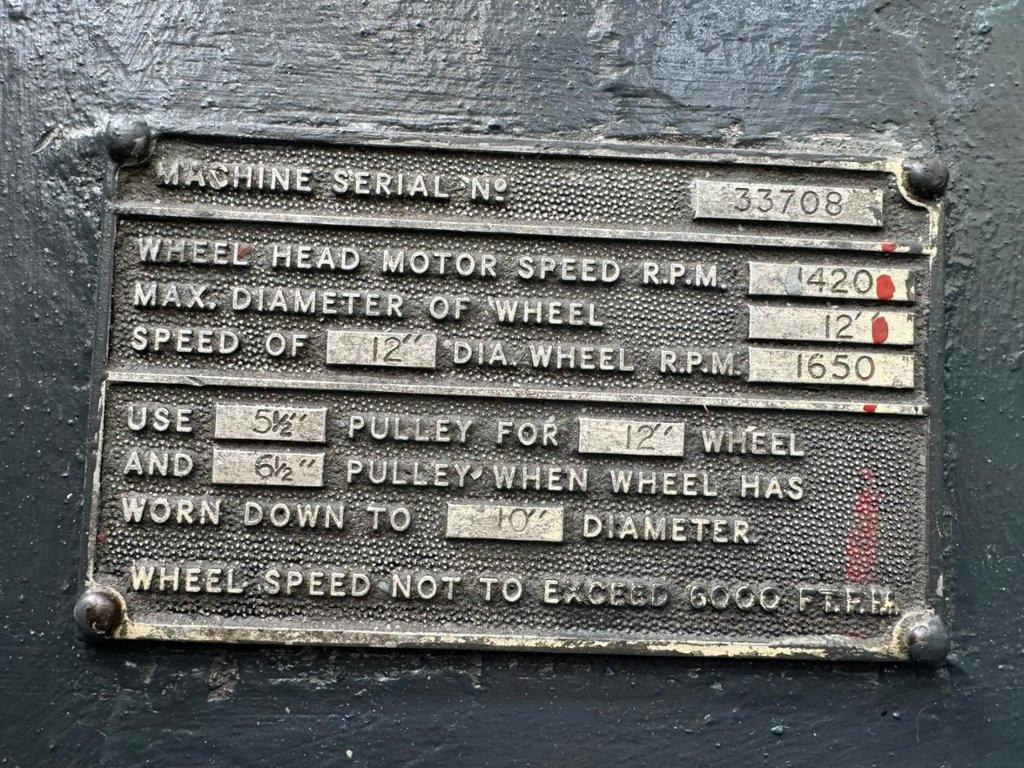 MACHINE SERIAL Nº 33708
WHEEL HEAD MOTOR SPEED R.P.M. 1420
MAX. DIAMETER OF WHEEL 12"
SPEED OF 12" DIA. WHEEL R.P.M. 1650
USE 5½" PULLEY FOR 12" WHEEL
AND 6½" PULLEY WHEN WHEEL HAS
WORN DOWN TO 10" DIAMETER
WHEEL SPEED NOT TO EXCEED 6000 FT.P.M.